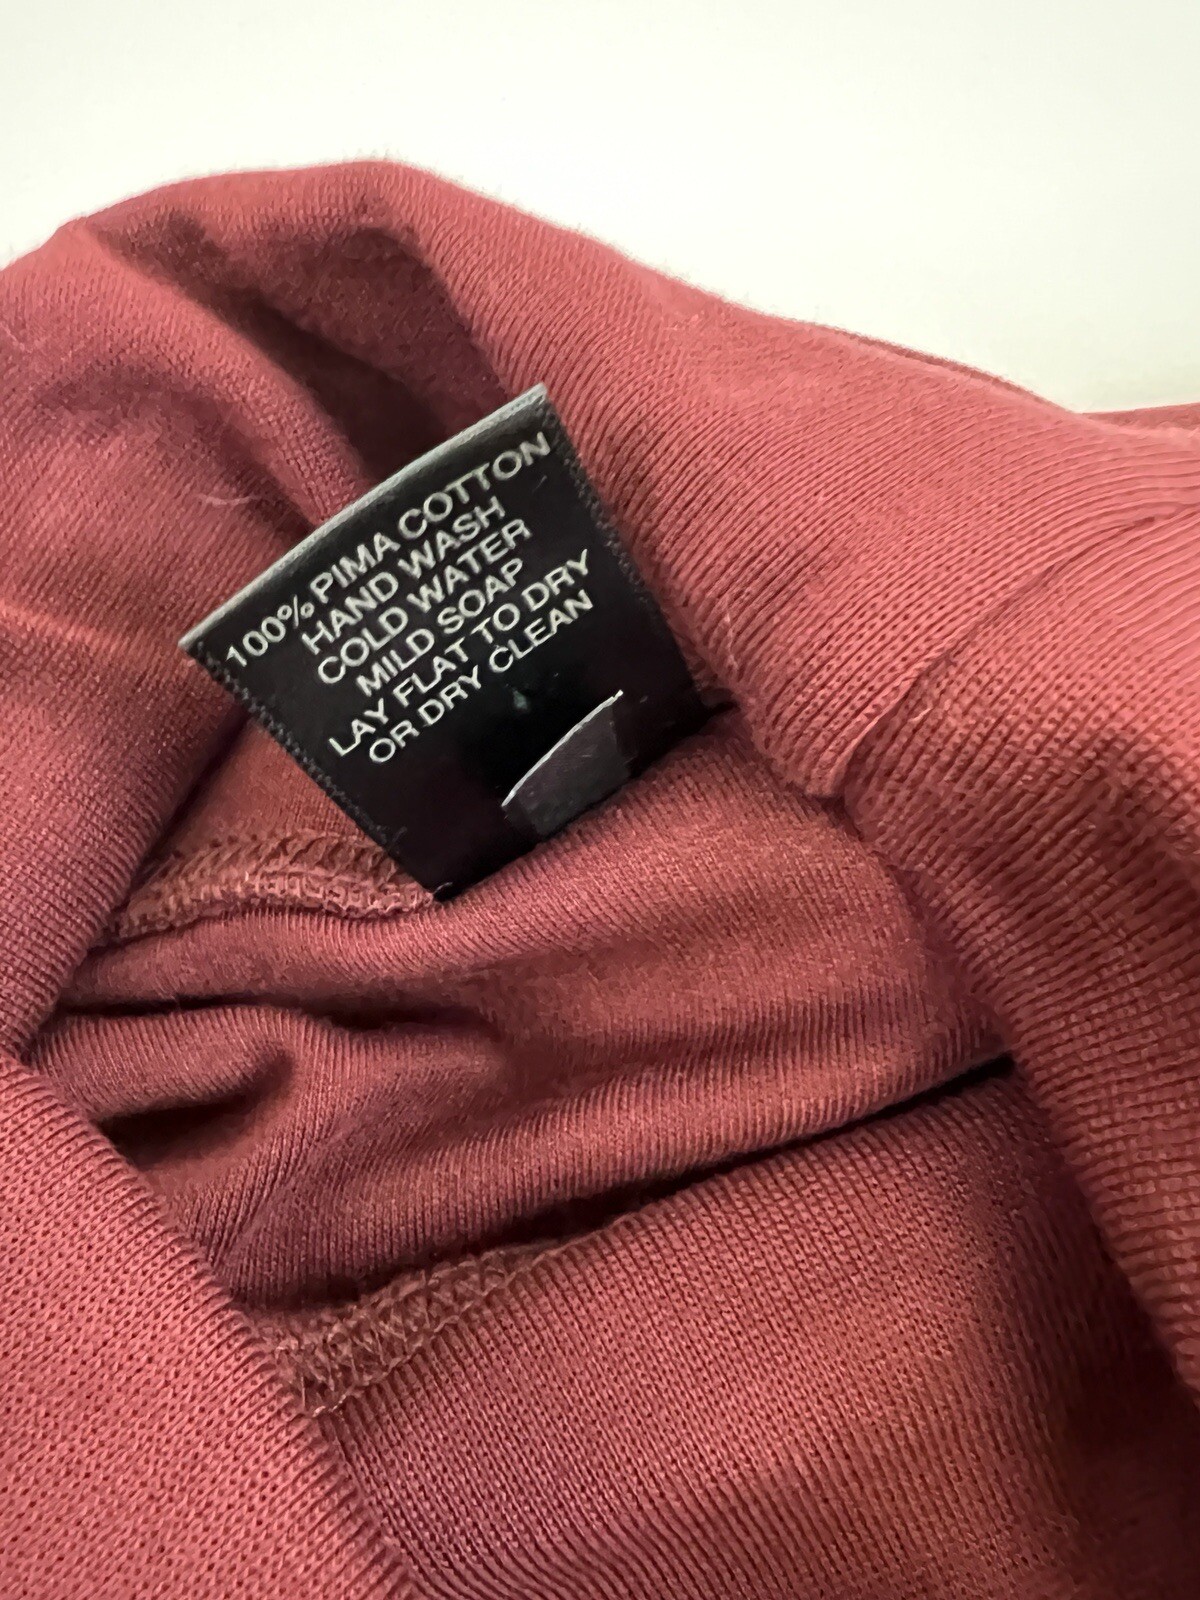 100% PIMA COTTON
HAND WASH
COLD WATER
MILD SOAP
LAY FLAT TO DRY
OR DRY CLEAN